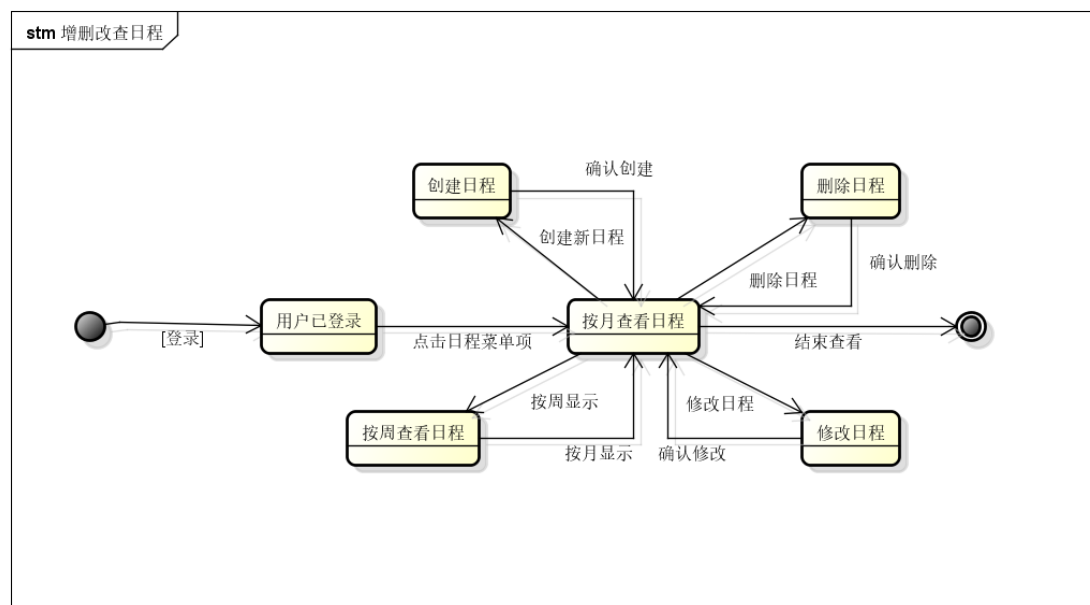 stm 增删改查日程
确认创建
创建日程
删除日程
创建新日程
确认删除
删除日程
用户已登录
按月查看日程
[登录]
点击日程菜单项
结束查看
按周显示
修改日程
按周查看日程
修改日程
按月显示
确认修改